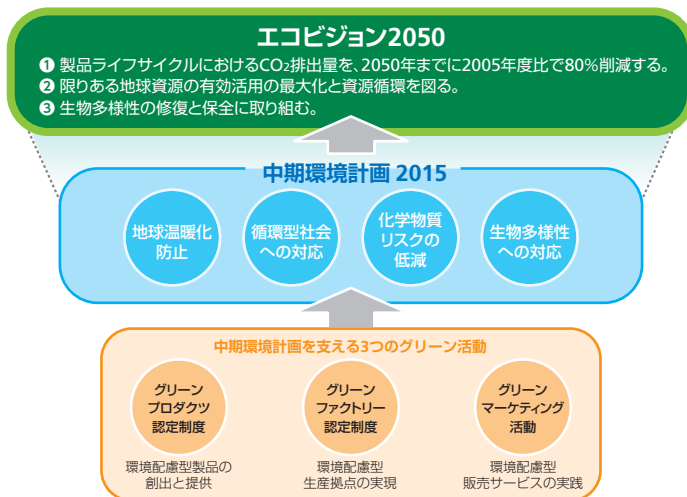 エコビジョン2050
❶ 製品ライフサイクルにおけるCO₂排出量を、2050年までに2005年度比で80%削減する。
❷ 限りある地球資源の有効活用の最大化と資源循環を図る。
❸ 生物多様性の修復と保全に取り組む。
中期環境計画 2015
地球温暖化
防止
循環型社会
への対応
化学物質
リスクの
低減
生物多様性
への対応
中期環境計画を支える3つのグリーン活動
グリーン
プロダクツ
認定制度
グリーン
ファクトリー
認定制度
グリーン
マーケティング
活動
環境配慮型製品の
創出と提供
環境配慮型
生産拠点の実現
環境配慮型
販売サービスの実践